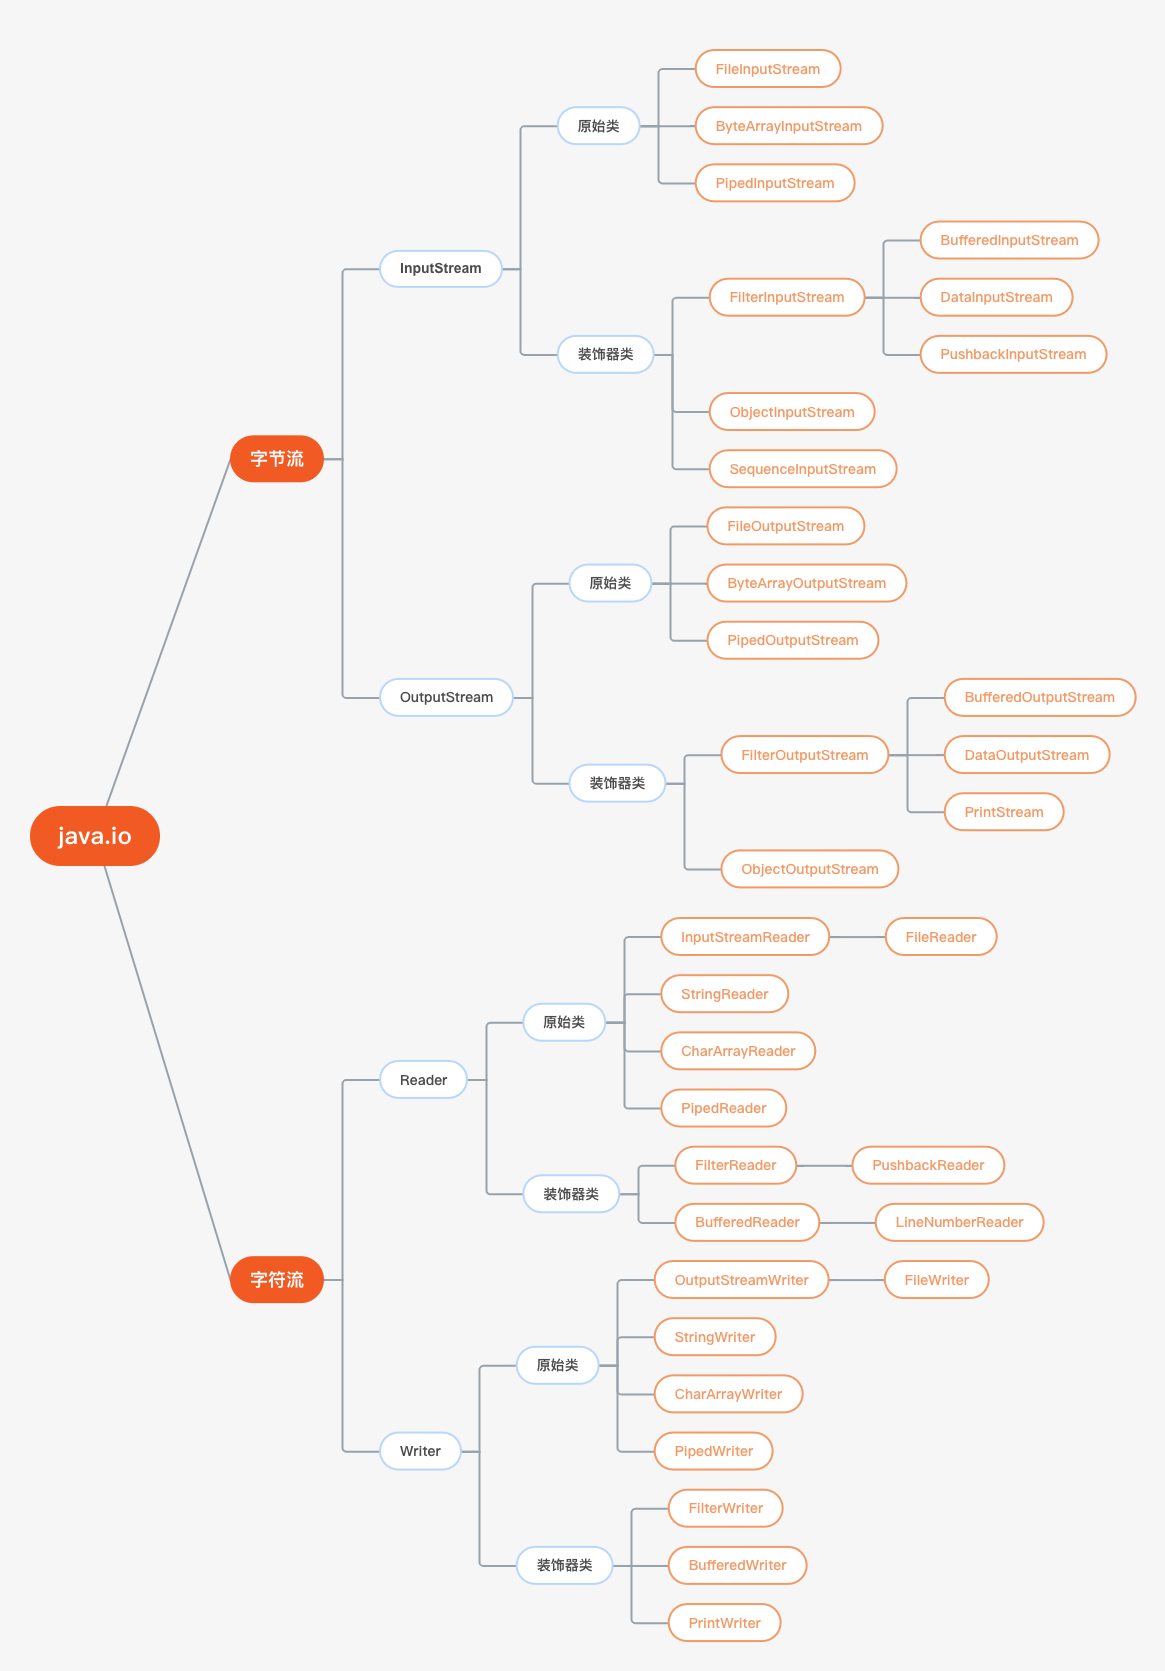 java.io
字节流
InputStream
原始类
FileInputStream
ByteArrayInputStream
PipedInputStream
装饰器类
FilterInputStream
BufferedInputStream
DataInputStream
PushbackInputStream
ObjectInputStream
SequenceInputStream
OutputStream
原始类
FileOutputStream
ByteArrayOutputStream
PipedOutputStream
装饰器类
FilterOutputStream
BufferedOutputStream
DataOutputStream
PrintStream
ObjectOutputStream
字符流
Reader
原始类
InputStreamReader
FileReader
StringReader
CharArrayReader
PipedReader
装饰器类
FilterReader
PushbackReader
BufferedReader
LineNumberReader
Writer
原始类
OutputStreamWriter
FileWriter
StringWriter
CharArrayWriter
PipedWriter
装饰器类
FilterWriter
BufferedWriter
PrintWriter